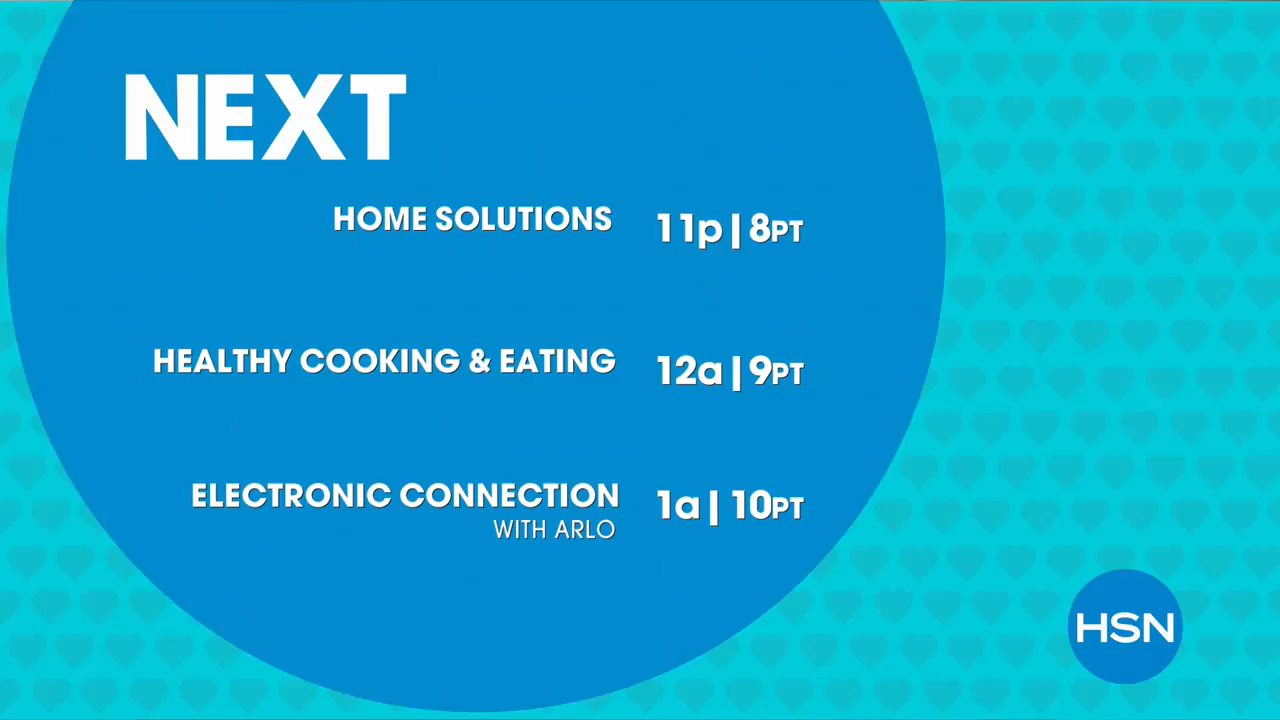 NEXT
HOME SOLUTIONS 11p | 8PT
HEALTHY COOKING & EATING 12a | 9PT
ELECTRONIC CONNECTION 1a | 10PT
WITH ARLO
HSN